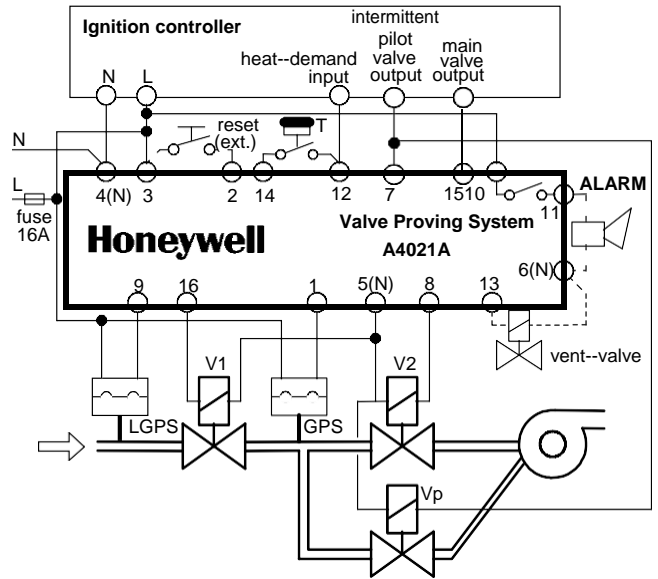 Ignition controller
intermittent
pilot
valve
output
main
valve
output
heat--demand
input
N
L
reset
(ext.)
T
N
L
fuse
16A
4(N)
3
2
14
12
7
15
10
11
ALARM
Honeywell
Valve Proving System
A4021A
6(N)
9
16
1
5(N)
8
13
V1
V2
vent--valve
LGPS
GPS
Vp